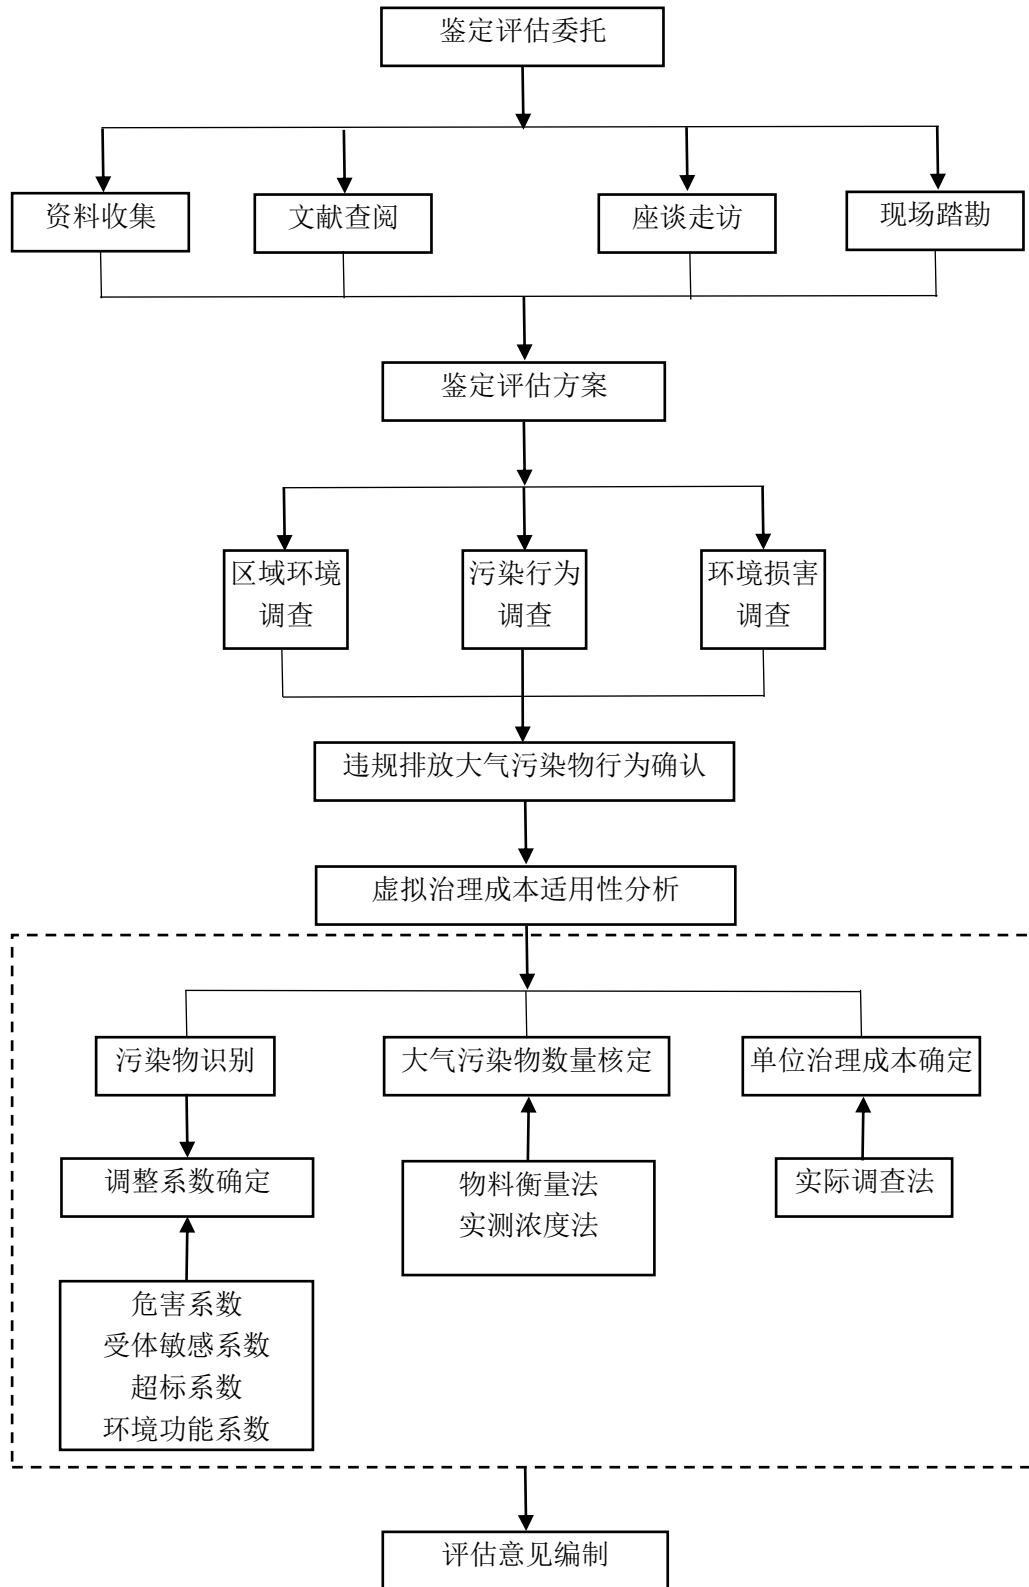 鉴定评估委托
资料收集
文献查阅
座谈走访
现场踏勘
鉴定评估方案
区域环境
调查
污染行为
调查
环境损害
调查
违规排放大气污染物行为确认
虚拟治理成本适用性分析
污染物识别
大气污染物数量核定
单位治理成本确定
调整系数确定
物料衡量法
实测浓度法
实际调查法
危害系数
受体敏感系数
超标系数
环境功能系数
评估意见编制